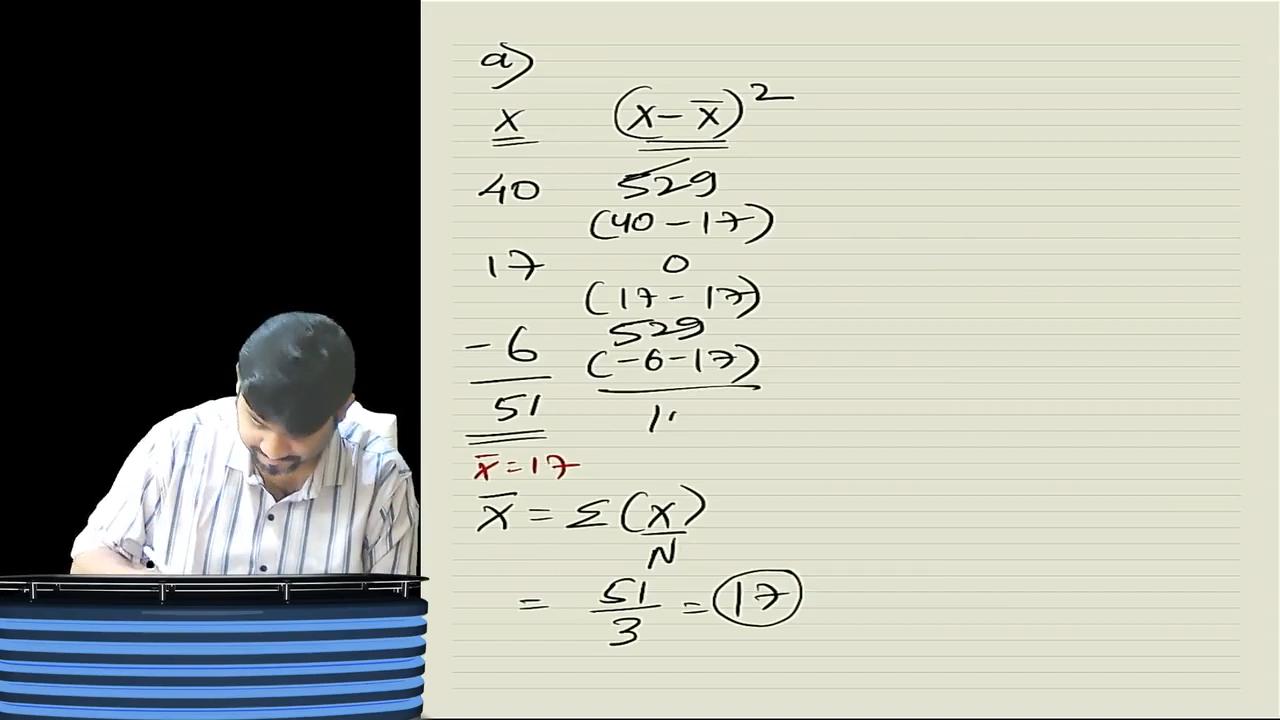 a)
x (x - x̄)²
40 529
(40 - 17)
17 0
(17 - 17)
- 6 529
(-6 - 17)
51
x̄ = 17
x̄ = Σ(x)
N
= 51 = 17
3